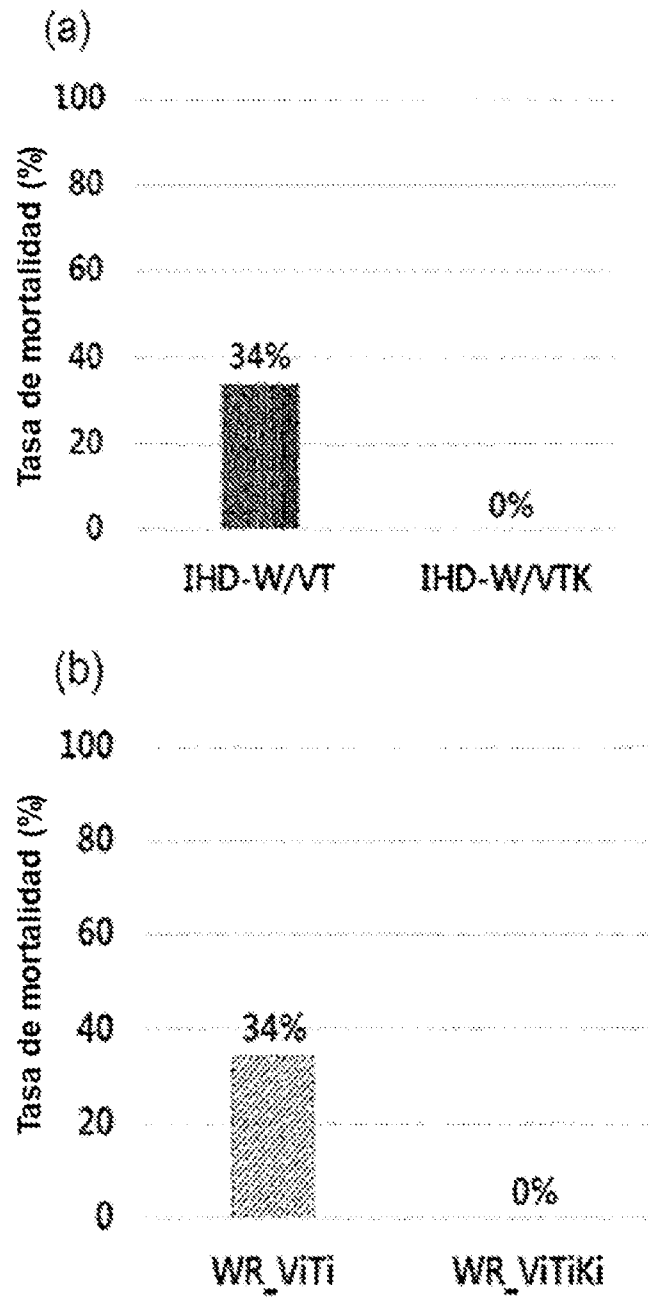 (a)
Tasa de mortalidad (%)
100
80
60
40
20
0
34%
0%
IHD-W/VT
IHD-W/VTK
(b)
Tasa de mortalidad (%)
100
80
60
40
20
0
34%
0%
WR_ViTi
WR_ViTiKi